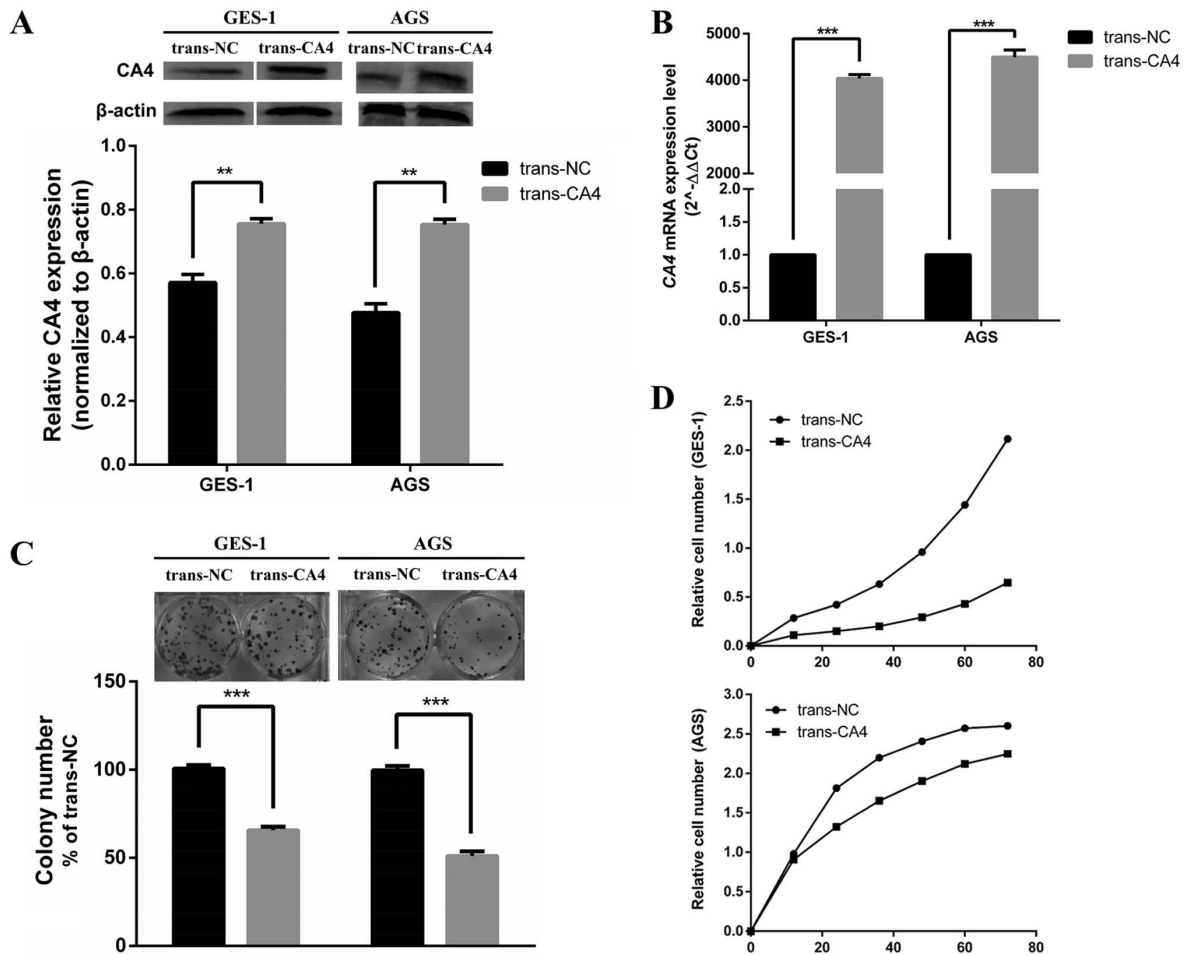 A
GES-1
AGS
trans-NC trans-CA4
trans-NC trans-CA4
CA4
β-actin
1.0
0.8
0.6
0.4
0.2
0.0
Relative CA4 expression
(normalized to β-actin)
**
**
trans-NC
trans-CA4
GES-1
AGS
B
5000
4000
3000
2000
2.0
1.5
1.0
0.5
0.0
CA4 mRNA expression level
(2^-ΔΔCt)
***
***
trans-NC
trans-CA4
GES-1
AGS
C
GES-1
AGS
trans-NC trans-CA4
trans-NC trans-CA4
150
100
50
0
Colony number
% of trans-NC
***
***
D
trans-NC
trans-CA4
Relative cell number (GES-1)
2.5
2.0
1.5
1.0
0.5
0.0
0 20 40 60 80
trans-NC
trans-CA4
Relative cell number (AGS)
3.0
2.5
2.0
1.5
1.0
0.5
0.0
0 20 40 60 80